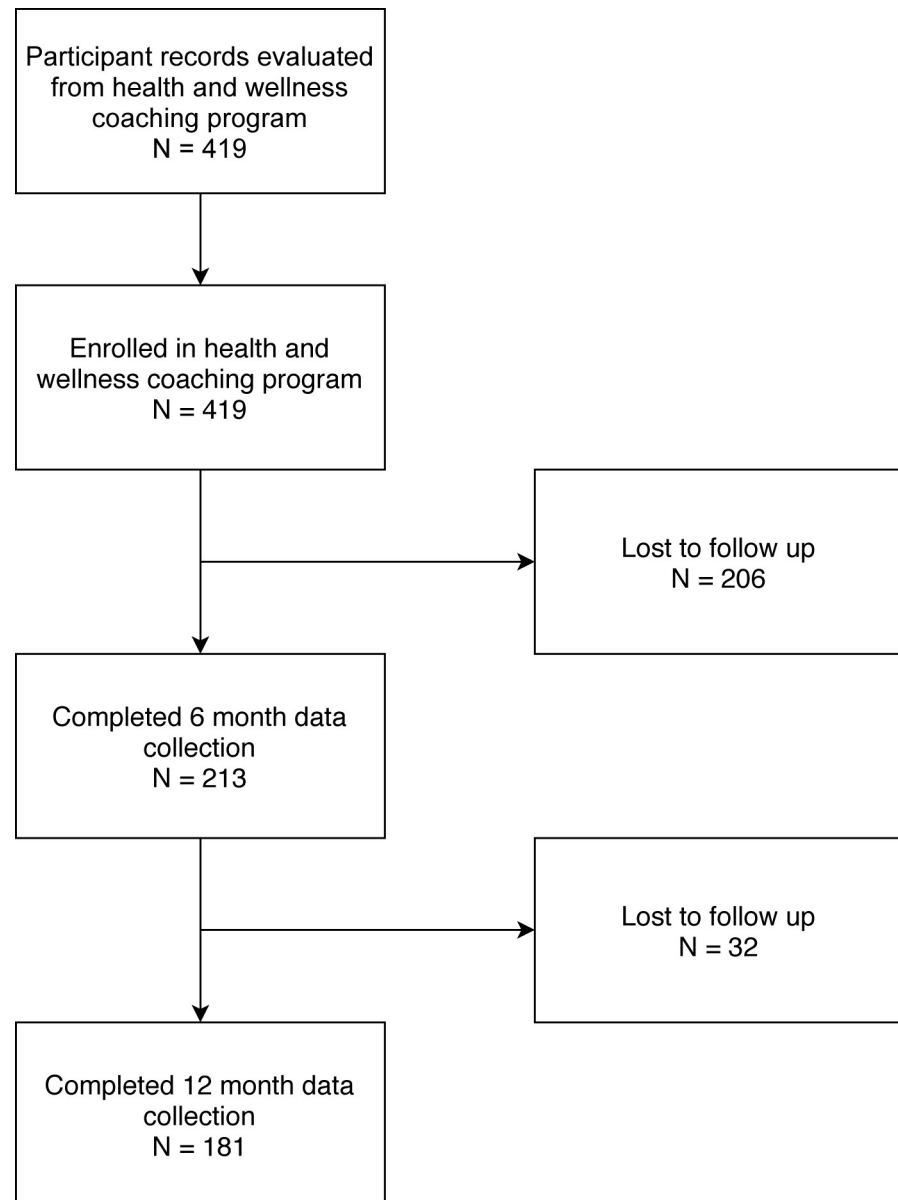 Participant records evaluated
from health and wellness
coaching program
N = 419
Enrolled in health and
wellness coaching program
N = 419
Lost to follow up
N = 206
Completed 6 month data
collection
N = 213
Lost to follow up
N = 32
Completed 12 month data
collection
N = 181